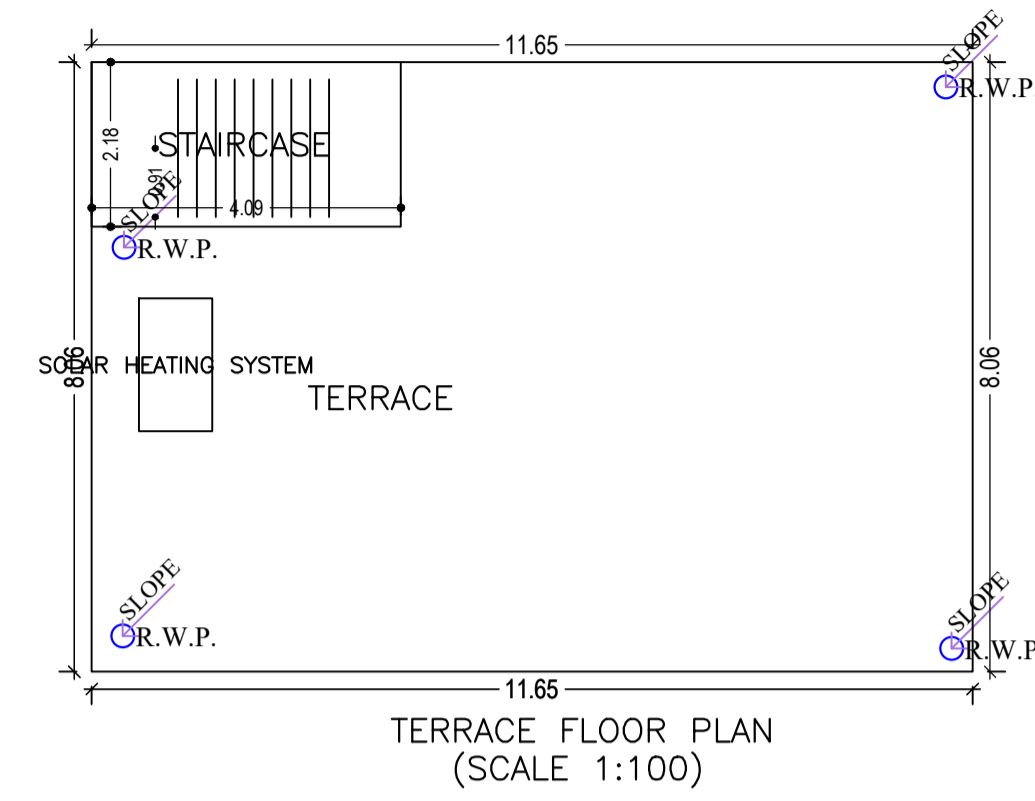 11.65
SLOPE
R.W.P
2.18
STAIRCASE
0.91
SLOPE
4.09
R.W.P.
SOLAR HEATING SYSTEM
8.06
8.06
TERRACE
SLOPE
R.W.P.
SLOPE
R.W.P
11.65
TERRACE FLOOR PLAN
(SCALE 1:100)